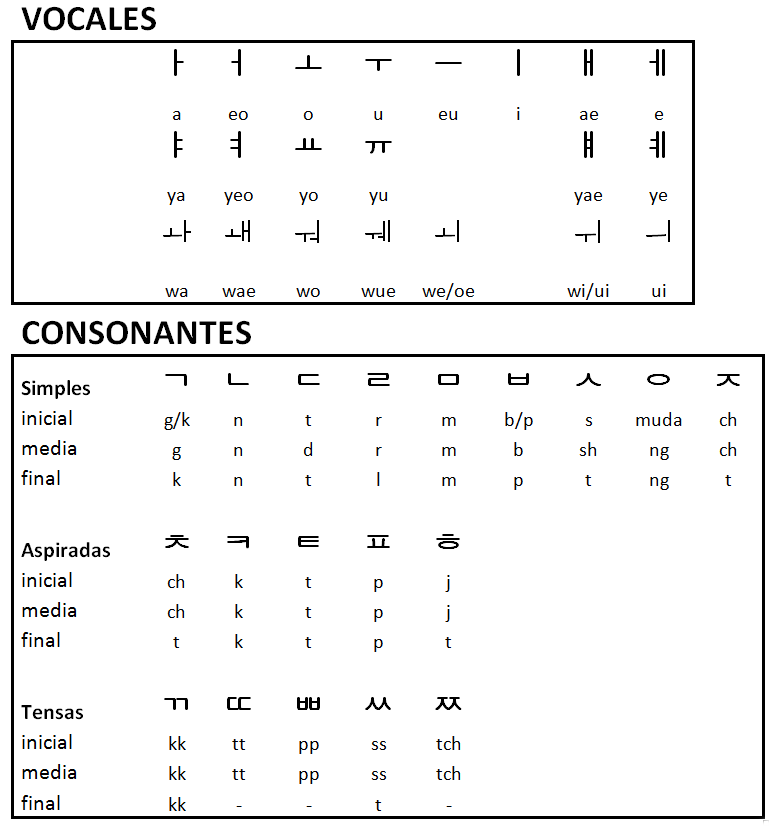 VOCALES
ㅏ ㅓ ㅗ ㅜ ㅡ ㅣ ㅐ ㅔ
a eo o u eu i ae e
ㅑ ㅕ ㅛ ㅠ ㅒ ㅖ
ya yeo yo yu yae ye
ㅘ ㅙ ㅝ ㅞ ㅚ ㅟ ㅢ
wa wae wo wue we/oe wi/ui ui
CONSONANTES
Simples ㄱ ㄴ ㄷ ㄹ ㅁ ㅂ ㅅ ㅇ ㅈ
inicial g/k n t r m b/p s muda ch
media g n d r m b sh ng ch
final k n t l m p t ng t
Aspiradas ㅊ ㅋ ㅌ ㅍ ㅎ
inicial ch k t p j
media ch k t p j
final t k t p t
Tensas ㄲ ㄸ ㅃ ㅆ ㅉ
inicial kk tt pp ss tch
media kk tt pp ss tch
final kk - - t -